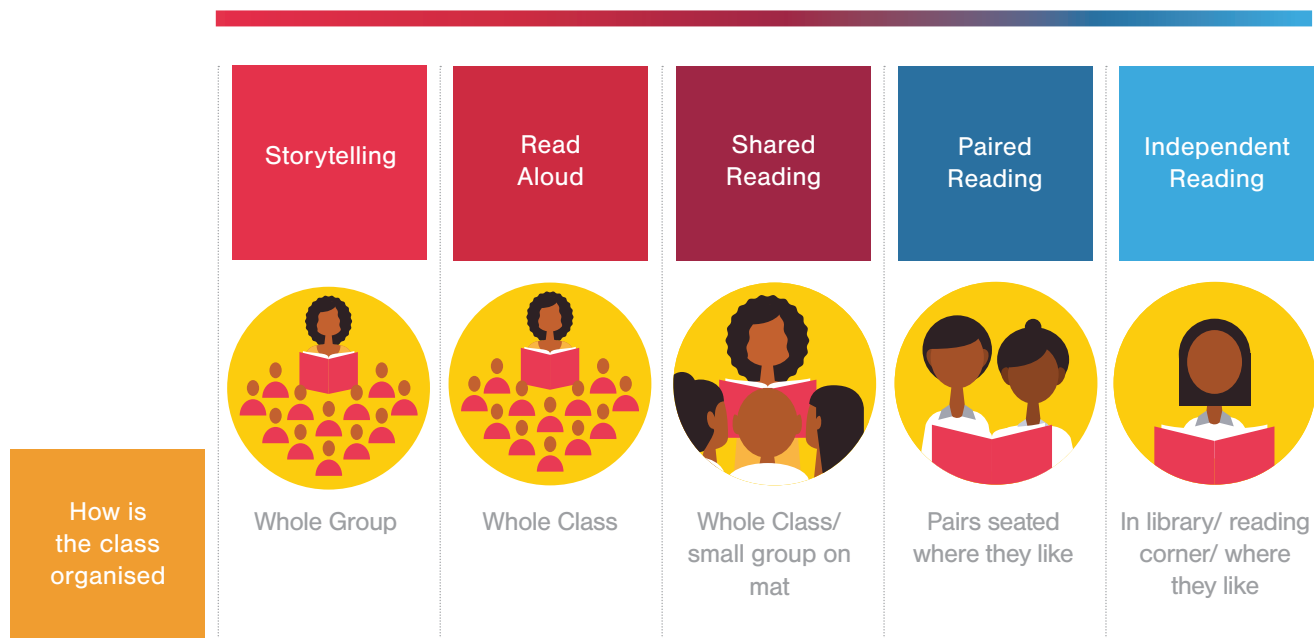 Storytelling
Read
Aloud
Shared
Reading
Paired
Reading
Independent
Reading
How is
the class
organised
Whole Group
Whole Class
Whole Class/
small group on
mat
Pairs seated
where they like
In library/ reading
corner/ where
they like